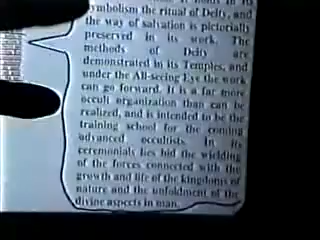 symbolism the ritual of Deity, and
the way of salvation is pictorially
preserved in its work. The
methods of Deity are
demonstrated in its Temples, and
under the All-seeing Eye the work
can go forward. It is a far more
occult organization than can be
realized, and is intended to be the
training school for the coming
advanced occultists. In its
ceremonials lies hid the wielding
of the forces connected with the
growth and life of the kingdoms of
nature and the unfoldment of the
divine aspects in man.